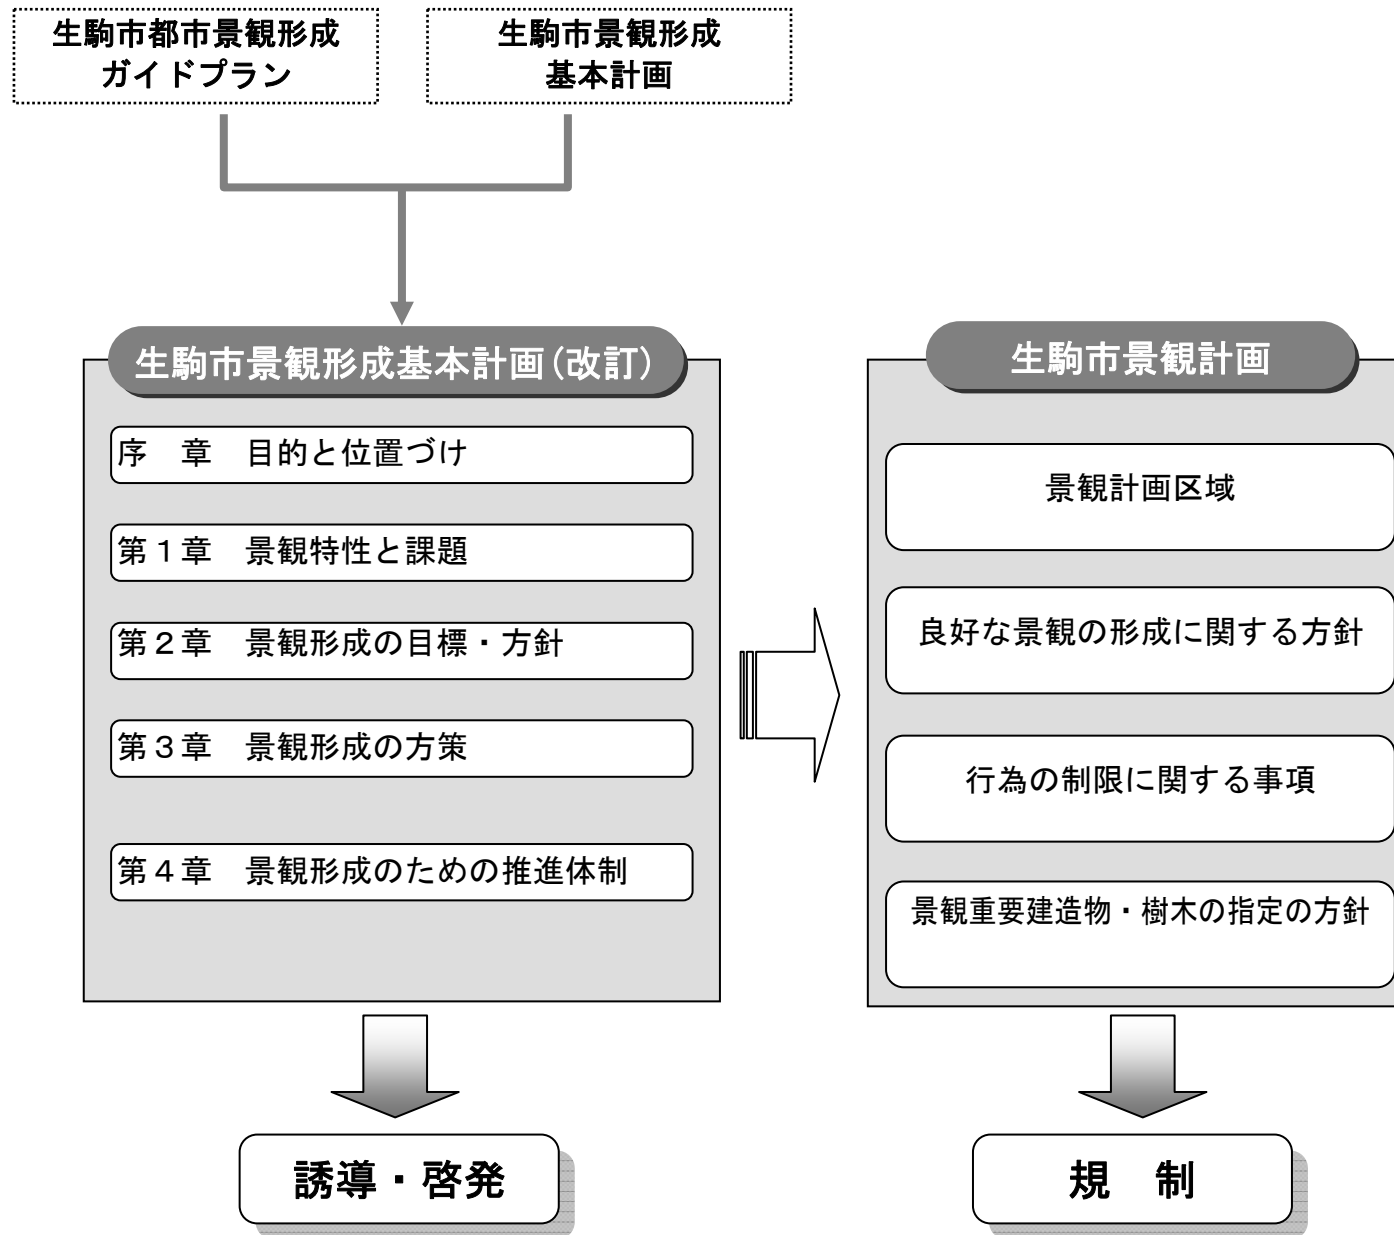 生駒市都市景観形成
ガイドプラン
生駒市景観形成
基本計画
生駒市景観形成基本計画(改訂)
序　章　目的と位置づけ
第１章　景観特性と課題
第２章　景観形成の目標・方針
第３章　景観形成の方策
第４章　景観形成のための推進体制
誘導・啓発
生駒市景観計画
景観計画区域
良好な景観の形成に関する方針
行為の制限に関する事項
景観重要建造物・樹木の指定の方針
規　制